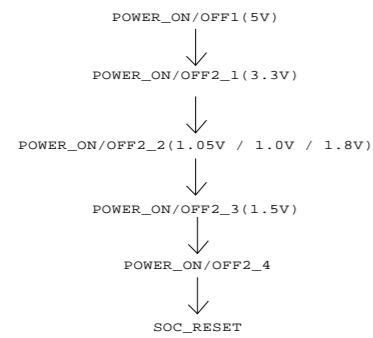 POWER_ON/OFF1(5V)
POWER_ON/OFF2_1(3.3V)
POWER_ON/OFF2_2(1.05V / 1.0V / 1.8V)
POWER_ON/OFF2_3(1.5V)
POWER_ON/OFF2_4
SOC_RESET